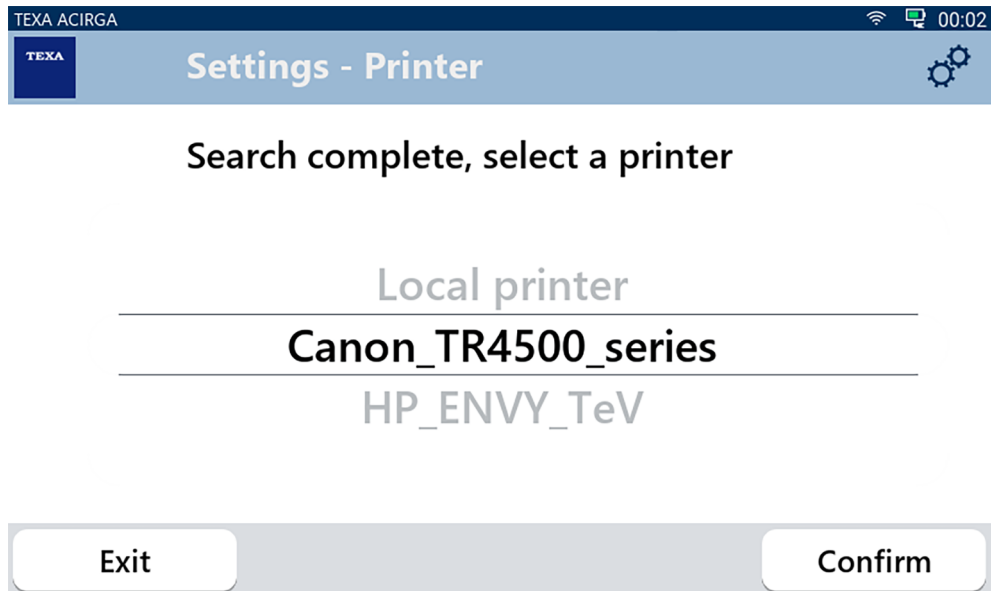 TEXA ACIRGA 00:02
TEXA Settings - Printer
Search complete, select a printer
Local printer
Canon_TR4500_series
HP_ENVY_TeV
Exit Confirm